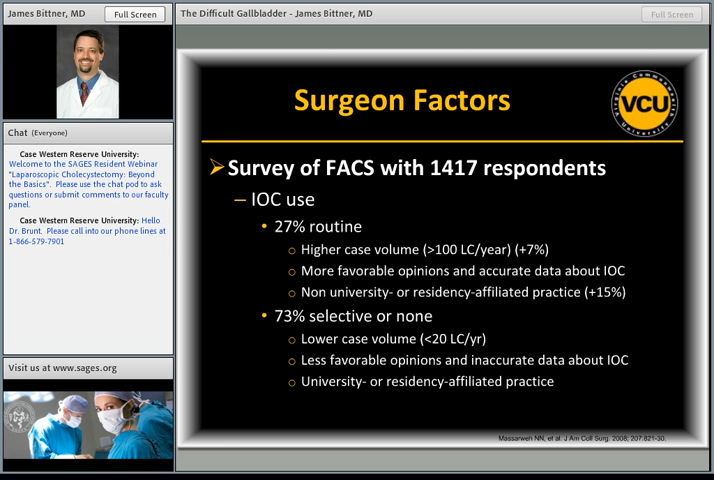 James Bittner, MD
Full Screen
Chat (Everyone)
Case Western Reserve University:
Welcome to the SAGES Resident Webinar
"Laparoscopic Cholecystectomy: Beyond
the Basics". Please use the chat pod to ask
questions or submit comments to our faculty
panel.
Case Western Reserve University: Hello
Dr. Brunt. Please call into our phone lines at
1-866-579-7901
Visit us at www.sages.org
The Difficult Gallbladder - James Bittner, MD
Full Screen
Surgeon Factors
Virginia Commonwealth
VCU
University
Survey of FACS with 1417 respondents
– IOC use
• 27% routine
o Higher case volume (>100 LC/year) (+7%)
o More favorable opinions and accurate data about IOC
o Non university- or residency-affiliated practice (+15%)
• 73% selective or none
o Lower case volume (<20 LC/yr)
o Less favorable opinions and inaccurate data about IOC
o University- or residency-affiliated practice
Massarweh NN, et al. J Am Coll Surg. 2008; 207:821-30.